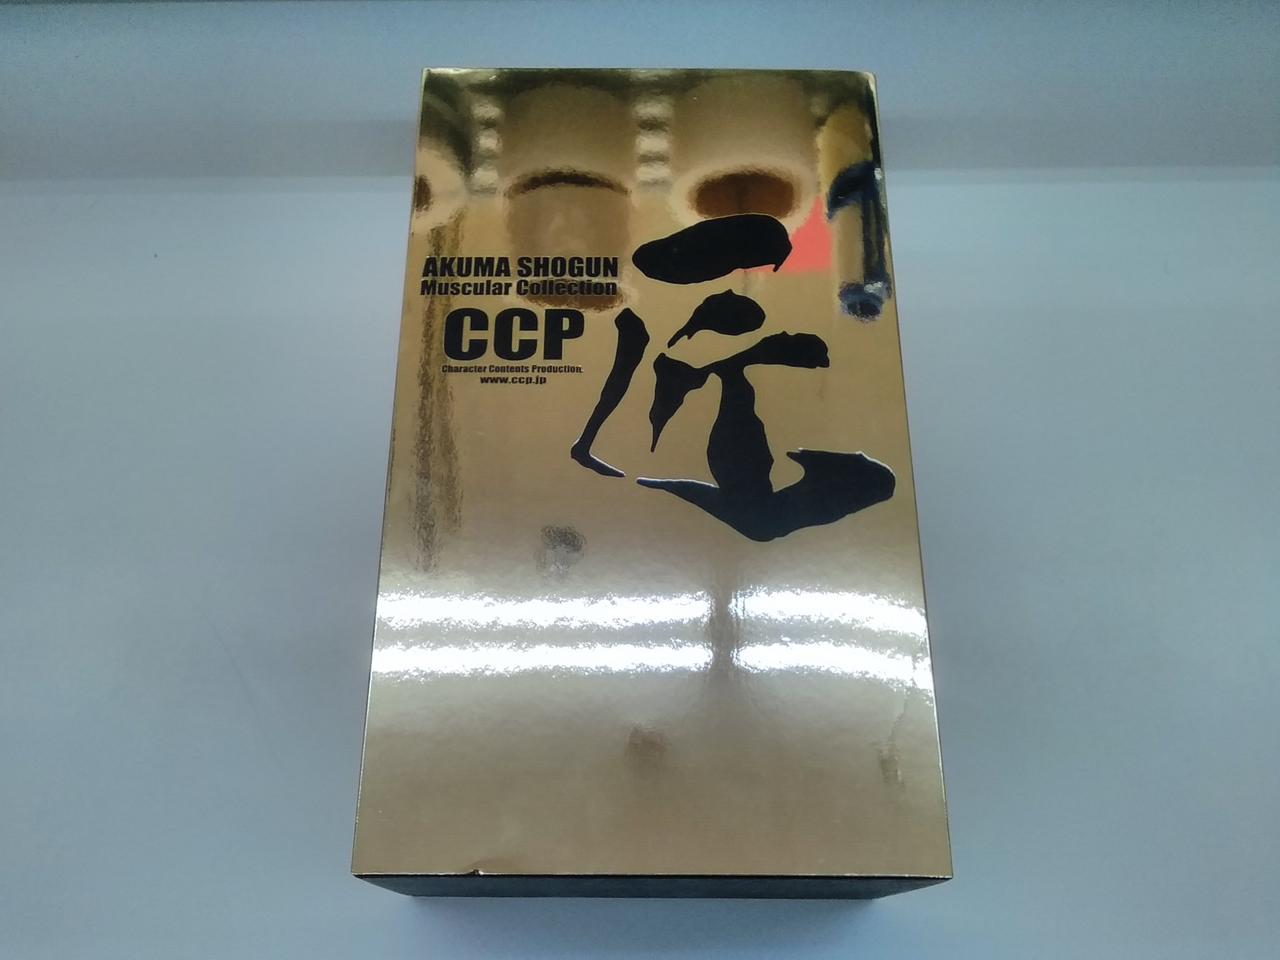 AKUMA SHOGUN
Muscular Collection
CCP
Character Contents Production.
www.ccp.jp
匠